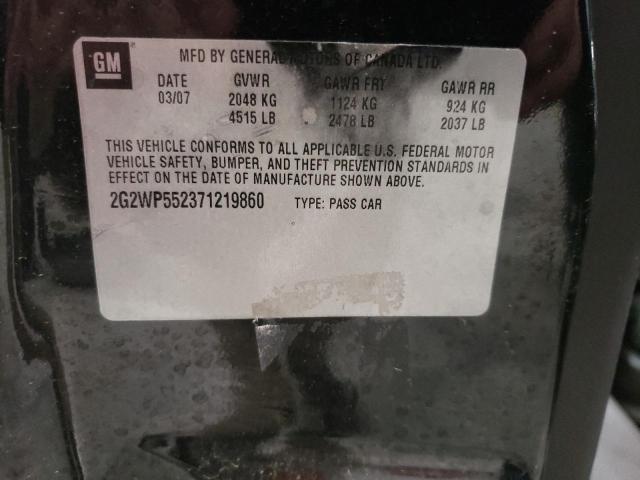 GM
MFD BY GENERAL MOTORS OF CANADA LTD.
DATE GVWR GAWR FRT GAWR RR
03/07 2048 KG 1124 KG 924 KG
4515 LB 2478 LB 2037 LB
THIS VEHICLE CONFORMS TO ALL APPLICABLE U.S. FEDERAL MOTOR
VEHICLE SAFETY, BUMPER, AND THEFT PREVENTION STANDARDS IN
EFFECT ON THE DATE OF MANUFACTURE SHOWN ABOVE.
2G2WP552371219860 TYPE: PASS CAR